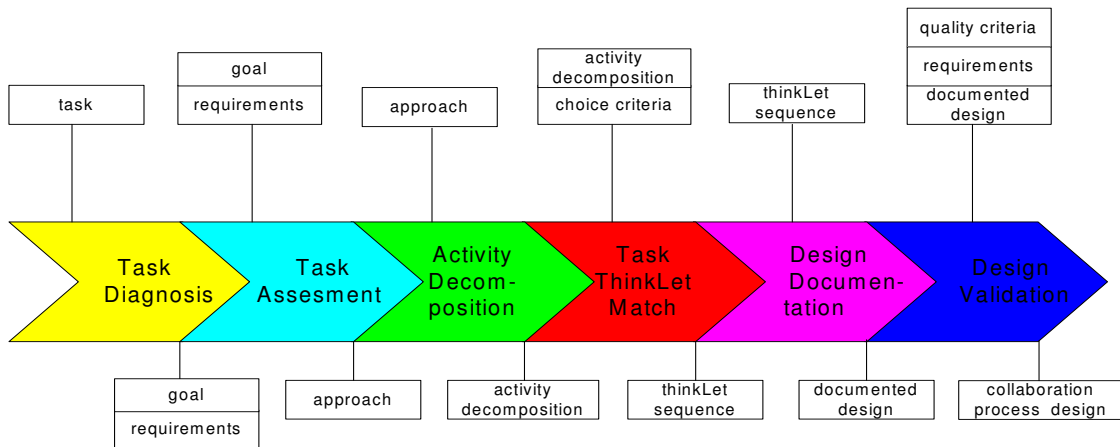 task
goal
requirements
approach
activity
decomposition
choice criteria
thinkLet
sequence
quality criteria
requirements
documented
design
Task
Diagnosis
Task
Assesment
Activity
Decom-
position
Task
ThinkLet
Match
Design
Documen-
tation
Design
Validation
goal
requirements
approach
activity
decomposition
thinkLet
sequence
documented
design
collaboration
process design